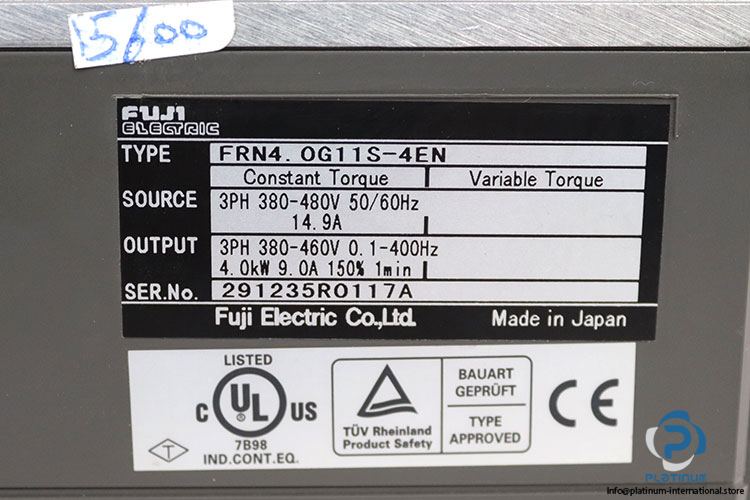 15/600
FUJI
ELECTRIC
TYPE FRN4.0G11S-4EN
Constant Torque Variable Torque
SOURCE 3PH 380-480V 50/60Hz
14.9A
OUTPUT 3PH 380-460V 0.1-400Hz
4.0kW 9.0A 150% 1min
SER.No. 291235R0117A
Fuji Electric Co.,Ltd. Made in Japan
LISTED
C UL US
®
7B98
IND.CONT.EQ.
T
TÜV Rheinland
Product Safety
BAUART
GEPRÜFT
TYPE
APPROVED
CE
PLATINUM
info@platinum-international.store